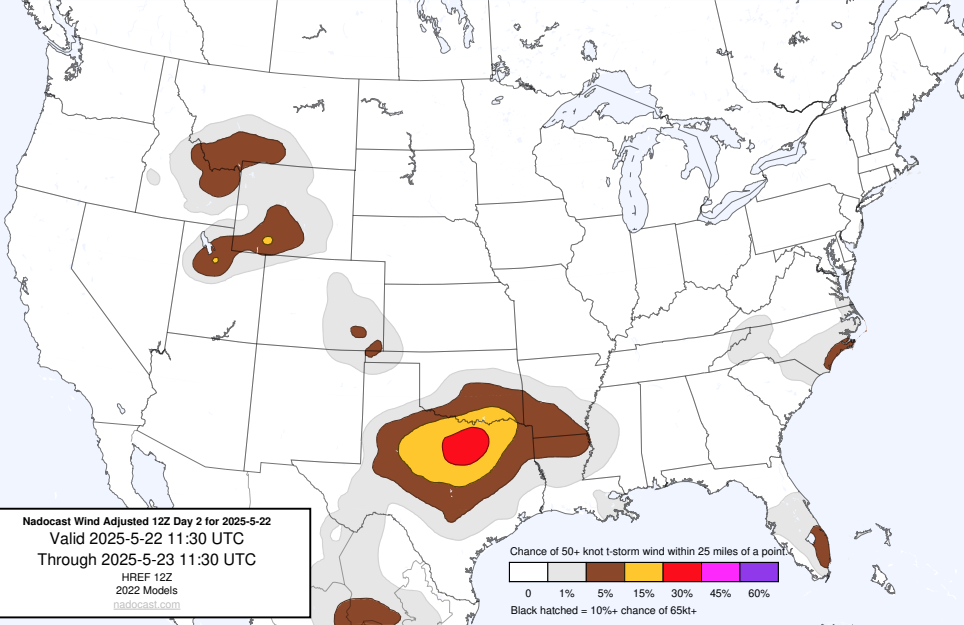 Nadocast Wind Adjusted 12Z Day 2 for 2025-5-22
Valid 2025-5-22 11:30 UTC
Through 2025-5-23 11:30 UTC
HREF 12Z
2022 Models
nadocast.com
Chance of 50+ knot t-storm wind within 25 miles of a point.
0 1% 5% 15% 30% 45% 60%
Black hatched = 10%+ chance of 65kt+